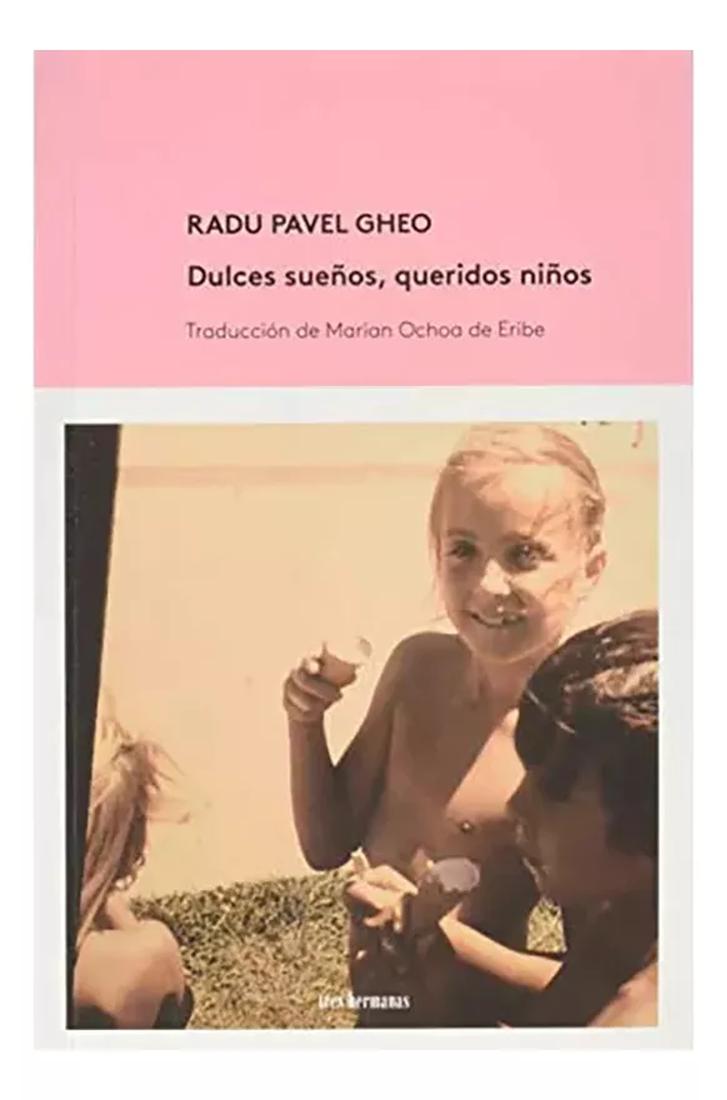 RADU PAVEL GHEO
Dulces sueños, queridos niños
Traducción de Marian Ochoa de Eribe
tres hermanas